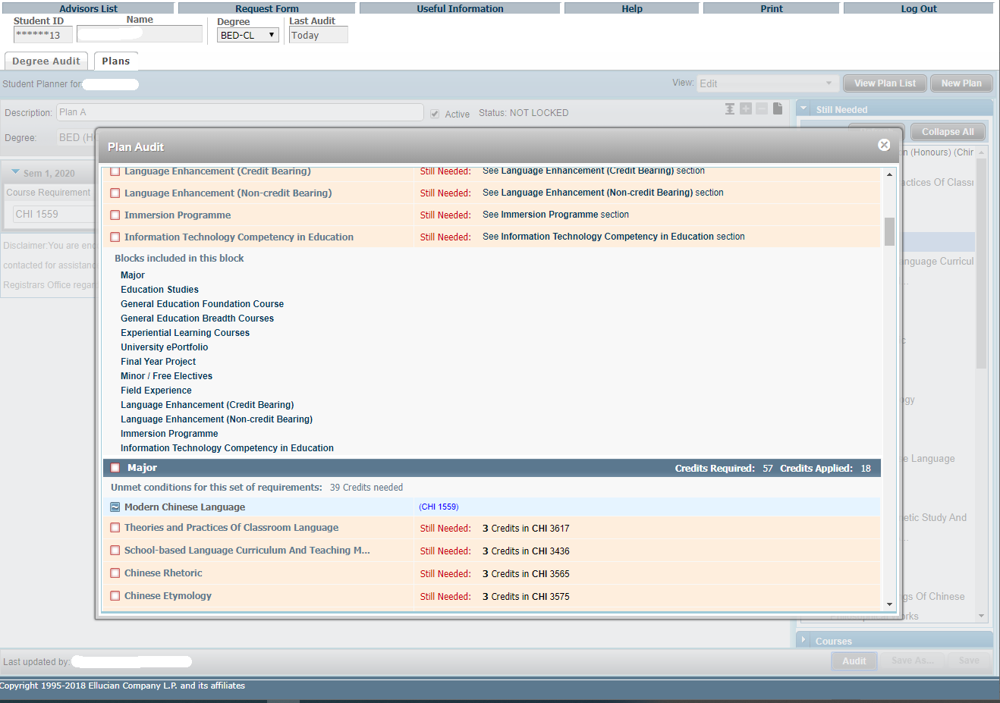 Advisors List Request Form Useful Information Help Print Log Out
Student ID Name Degree Last Audit
******13 BED-CL Today
Degree Audit Plans
Student Planner for: View: Edit View Plan List New Plan
Description: Plan A Active Status: NOT LOCKED Still Needed
Degree: BED (H Collapse All
Plan Audit
n (Honours) (Chir
Sem 1, 2020
Course Requirement
CHI 1559
Disclaimer:You are enc
contacted for assistanc
Registrars Office regar
Language Enhancement (Credit Bearing) Still Needed: See Language Enhancement (Credit Bearing) section
Language Enhancement (Non-credit Bearing) Still Needed: See Language Enhancement (Non-credit Bearing) section
Immersion Programme Still Needed: See Immersion Programme section
Information Technology Competency in Education Still Needed: See Information Technology Competency in Education section
Blocks included in this block
Major
Education Studies
General Education Foundation Course
General Education Breadth Courses
Experiential Learning Courses
University ePortfolio
Final Year Project
Minor / Free Electives
Field Experience
Language Enhancement (Credit Bearing)
Language Enhancement (Non-credit Bearing)
Immersion Programme
Information Technology Competency in Education
Major Credits Required: 57 Credits Applied: 18
Unmet conditions for this set of requirements: 39 Credits needed
Modern Chinese Language (CHI 1559)
Theories and Practices Of Classroom Language Still Needed: 3 Credits in CHI 3617
School-based Language Curriculum And Teaching M... Still Needed: 3 Credits in CHI 3436
Chinese Rhetoric Still Needed: 3 Credits in CHI 3565
Chinese Etymology Still Needed: 3 Credits in CHI 3575
actices Of Classr
nguage Curricul
...
c
ogy
e Language
etic Study And
...
gs Of Chinese
Philosophical Works
Courses
Last updated by: Audit Save As... Save
Copyright 1995-2018 Ellucian Company L.P. and its affiliates